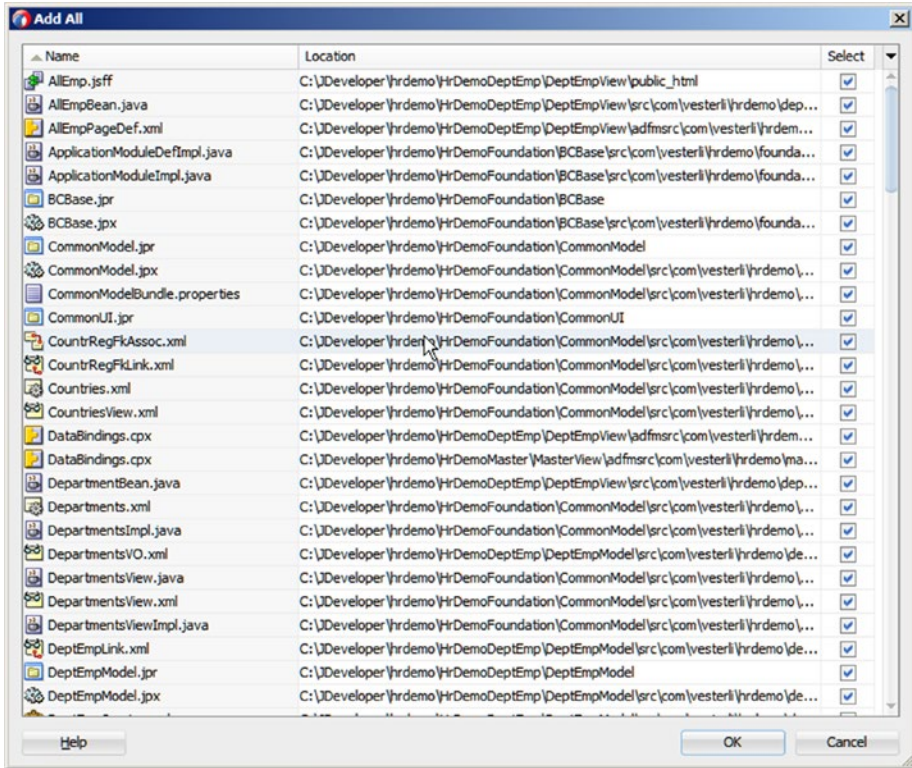 Add All
Name Location Select
AllEmp.jsff C:\JDeveloper\hrdemo\HrDemoDeptEmp\DeptEmpView\public_html
AllEmpBean.java C:\JDeveloper\hrdemo\HrDemoDeptEmp\DeptEmpView\src\com\vesterli\hrdemo\dep...
AllEmpPageDef.xml C:\JDeveloper\hrdemo\HrDemoDeptEmp\DeptEmpView\adfmsrc\com\vesterli\hrdem...
ApplicationModuleDefImpl.java C:\JDeveloper\hrdemo\HrDemoFoundation\BCBase\src\com\vesterli\hrdemo\founda...
ApplicationModuleImpl.java C:\JDeveloper\hrdemo\HrDemoFoundation\BCBase\src\com\vesterli\hrdemo\founda...
BCBase.jpr C:\JDeveloper\hrdemo\HrDemoFoundation\BCBase
BCBase.jpx C:\JDeveloper\hrdemo\HrDemoFoundation\BCBase\src\com\vesterli\hrdemo\founda...
CommonModel.jpr C:\JDeveloper\hrdemo\HrDemoFoundation\CommonModel
CommonModel.jpx C:\JDeveloper\hrdemo\HrDemoFoundation\CommonModel\src\com\vesterli\hrdemo\...
CommonModelBundle.properties C:\JDeveloper\hrdemo\HrDemoFoundation\CommonModel\src\com\vesterli\hrdemo\...
CommonUI.jpr C:\JDeveloper\hrdemo\HrDemoFoundation\CommonUI
CountrRegFkAssoc.xml C:\JDeveloper\hrdemo\HrDemoFoundation\CommonModel\src\com\vesterli\hrdemo\...
CountrRegFkLink.xml C:\JDeveloper\hrdemo\HrDemoFoundation\CommonModel\src\com\vesterli\hrdemo\...
Countries.xml C:\JDeveloper\hrdemo\HrDemoFoundation\CommonModel\src\com\vesterli\hrdemo\...
CountriesView.xml C:\JDeveloper\hrdemo\HrDemoFoundation\CommonModel\src\com\vesterli\hrdemo\...
DataBindings.cpx C:\JDeveloper\hrdemo\HrDemoDeptEmp\DeptEmpView\adfmsrc\com\vesterli\hrdem...
DataBindings.cpx C:\JDeveloper\hrdemo\HrDemoMaster\MasterView\adfmsrc\com\vesterli\hrdemo\ma...
DepartmentBean.java C:\JDeveloper\hrdemo\HrDemoDeptEmp\DeptEmpView\src\com\vesterli\hrdemo\dep...
Departments.xml C:\JDeveloper\hrdemo\HrDemoFoundation\CommonModel\src\com\vesterli\hrdemo\...
DepartmentsImpl.java C:\JDeveloper\hrdemo\HrDemoFoundation\CommonModel\src\com\vesterli\hrdemo\...
DepartmentsVO.xml C:\JDeveloper\hrdemo\HrDemoDeptEmp\DeptEmpModel\src\com\vesterli\hrdemo\de...
DepartmentsView.java C:\JDeveloper\hrdemo\HrDemoFoundation\CommonModel\src\com\vesterli\hrdemo\...
DepartmentsView.xml C:\JDeveloper\hrdemo\HrDemoFoundation\CommonModel\src\com\vesterli\hrdemo\...
DepartmentsViewImpl.java C:\JDeveloper\hrdemo\HrDemoFoundation\CommonModel\src\com\vesterli\hrdemo\...
DeptEmpLink.xml C:\JDeveloper\hrdemo\HrDemoDeptEmp\DeptEmpModel\src\com\vesterli\hrdemo\de...
DeptEmpModel.jpr C:\JDeveloper\hrdemo\HrDemoDeptEmp\DeptEmpModel
DeptEmpModel.jpx C:\JDeveloper\hrdemo\HrDemoDeptEmp\DeptEmpModel\src\com\vesterli\hrdemo\de...
Help OK Cancel